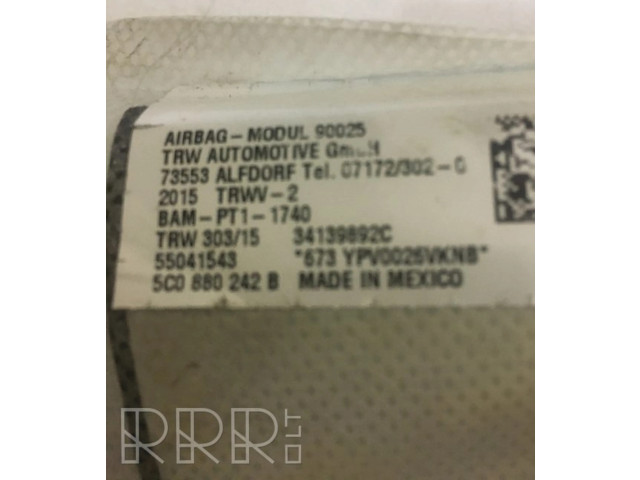 AIRBAG-MODUL 90025
TRW AUTOMOTIVE GmbH
73553 ALFDORF Tel. 07172/302-0
2015 TRWV-2
BAM-PT1-1740
TRW 303/15 34139892C
55041543 *673 YPV0026VKNB*
5C0 880 242 B MADE IN MEXICO
RRR.LT